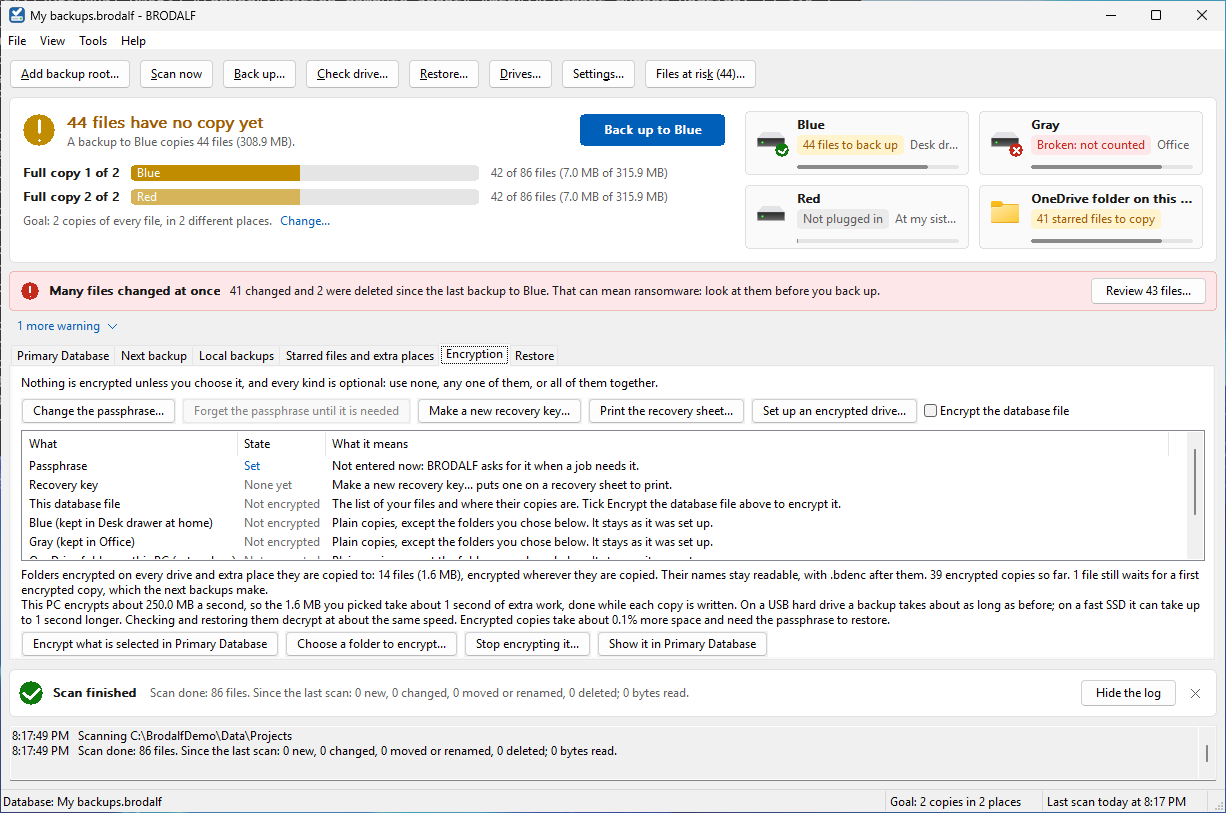 My backups.brodalf - BRODALF
File View Tools Help
Add backup root... Scan now Back up... Check drive... Restore... Drives... Settings... Files at risk (44)...
44 files have no copy yet
A backup to Blue copies 44 files (308.9 MB).
Back up to Blue
Full copy 1 of 2 Blue 42 of 86 files (7.0 MB of 315.9 MB)
Full copy 2 of 2 Red 42 of 86 files (7.0 MB of 315.9 MB)
Goal: 2 copies of every file, in 2 different places. Change...
Blue
44 files to back up Desk dr...
Gray
Broken: not counted Office
Red
Not plugged in At my sist...
OneDrive folder on this ...
41 starred files to copy
Many files changed at once 41 changed and 2 were deleted since the last backup to Blue. That can mean ransomware: look at them before you back up. Review 43 files...
1 more warning
Primary Database Next backup Local backups Starred files and extra places Encryption Restore
Nothing is encrypted unless you choose it, and every kind is optional: use none, any one of them, or all of them together.
Change the passphrase... Forget the passphrase until it is needed Make a new recovery key... Print the recovery sheet... Set up an encrypted drive... Encrypt the database file
What State What it means
Passphrase Set Not entered now: BRODALF asks for it when a job needs it.
Recovery key None yet Make a new recovery key... puts one on a recovery sheet to print.
This database file Not encrypted The list of your files and where their copies are. Tick Encrypt the database file above to encrypt it.
Blue (kept in Desk drawer at home) Not encrypted Plain copies, except the folders you chose below. It stays as it was set up.
Gray (kept in Office) Not encrypted Plain copies, except the folders you chose below. It stays as it was set up.
Folders encrypted on every drive and extra place they are copied to: 14 files (1.6 MB), encrypted wherever they are copied. Their names stay readable, with .bdenc after them. 39 encrypted copies so far. 1 file still waits for a first
encrypted copy, which the next backups make.
This PC encrypts about 250.0 MB a second, so the 1.6 MB you picked take about 1 second of extra work, done while each copy is written. On a USB hard drive a backup takes about as long as before; on a fast SSD it can take up
to 1 second longer. Checking and restoring them decrypt at about the same speed. Encrypted copies take about 0.1% more space and need the passphrase to restore.
Encrypt what is selected in Primary Database Choose a folder to encrypt... Stop encrypting it... Show it in Primary Database
Scan finished Scan done: 86 files. Since the last scan: 0 new, 0 changed, 0 moved or renamed, 0 deleted; 0 bytes read. Hide the log
8:17:49 PM Scanning C:\BrodalfDemo\Data\Projects
8:17:49 PM Scan done: 86 files. Since the last scan: 0 new, 0 changed, 0 moved or renamed, 0 deleted; 0 bytes read.
Database: My backups.brodalf Goal: 2 copies in 2 places Last scan today at 8:17 PM